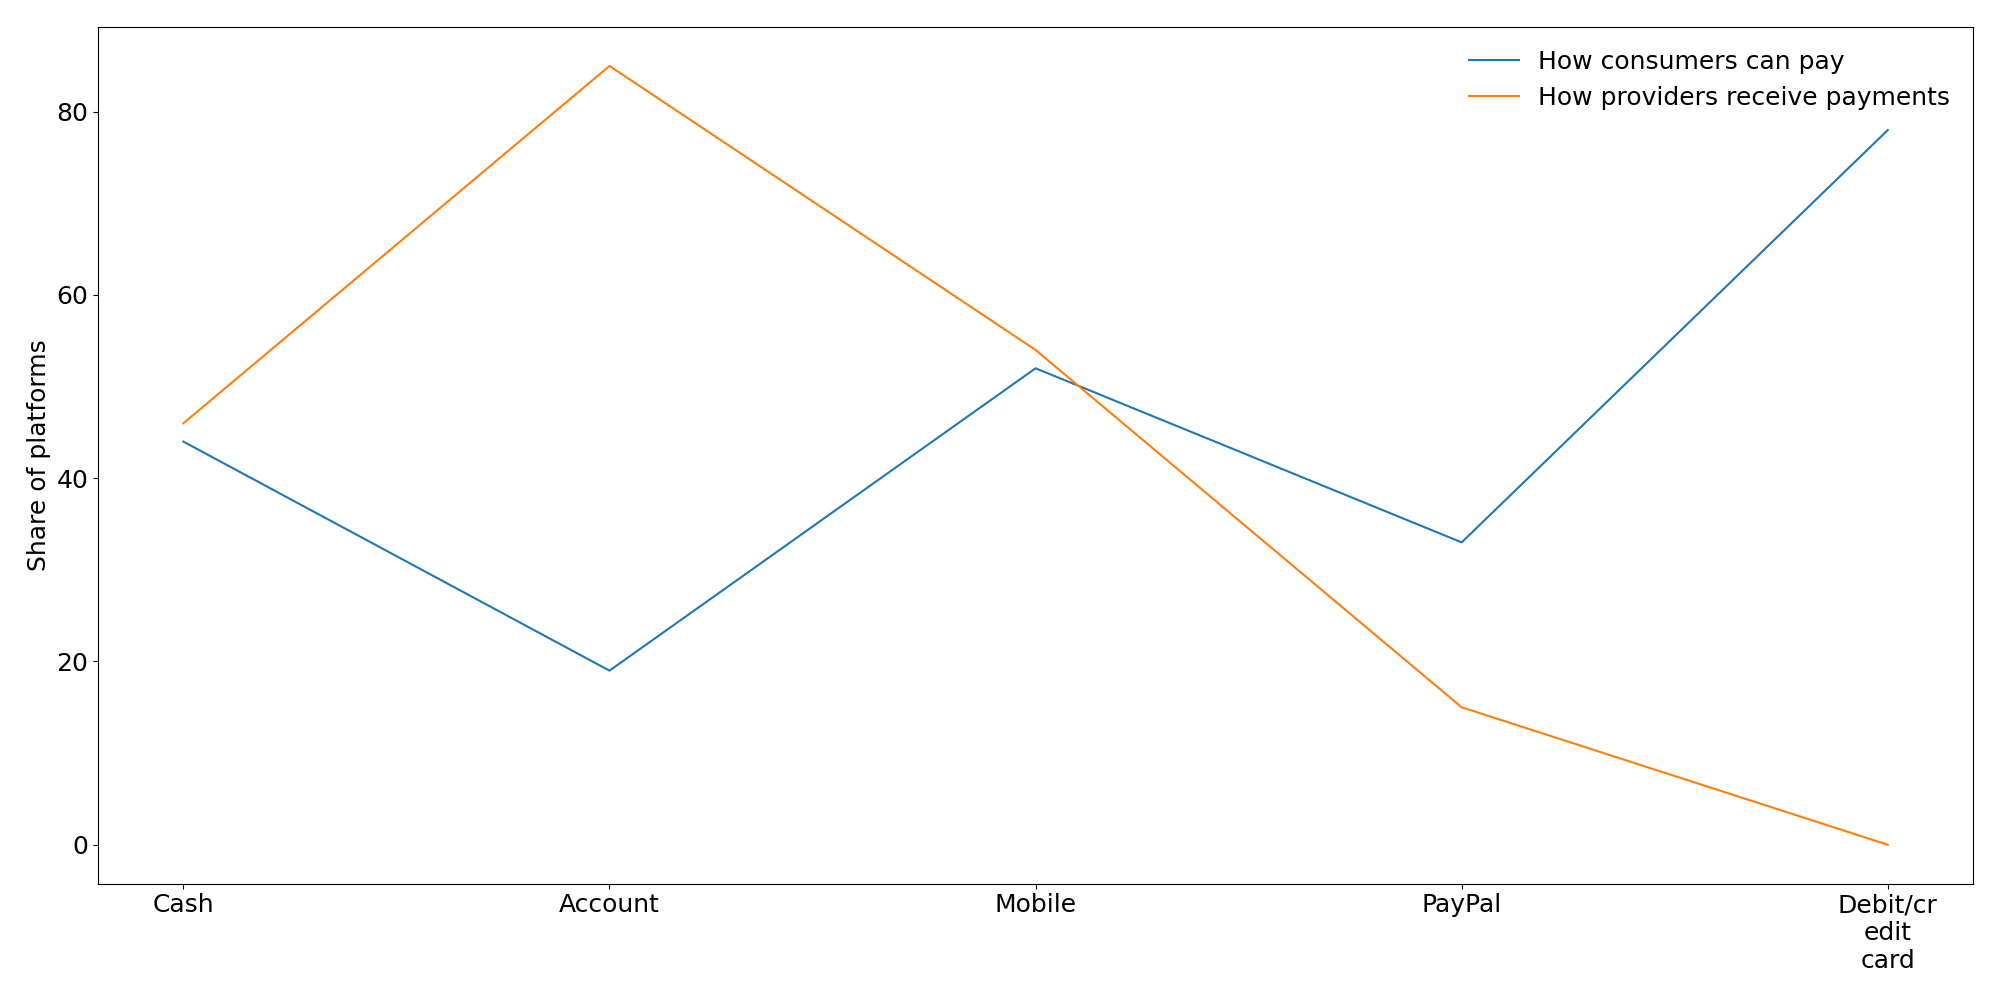 How consumers can pay
How providers receive payments
Share of platforms
80
60
40
20
0
Cash
Account
Mobile
PayPal
Debit/cr
edit
card